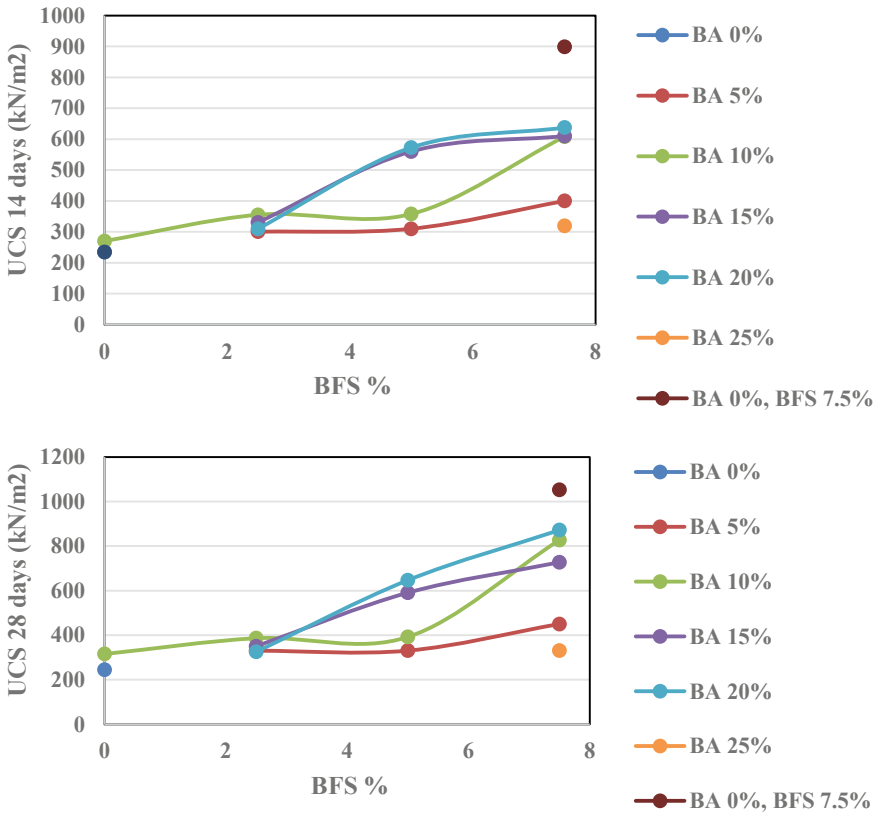 1000
900
800
700
600
500
400
300
200
100
0
UCS 14 days (kN/m2)
0 2 4 6 8
BFS %
BA 0%
BA 5%
BA 10%
BA 15%
BA 20%
BA 25%
BA 0%, BFS 7.5%
1200
1000
800
600
400
200
0
UCS 28 days (kN/m2)
0 2 4 6 8
BFS %
BA 0%
BA 5%
BA 10%
BA 15%
BA 20%
BA 25%
BA 0%, BFS 7.5%